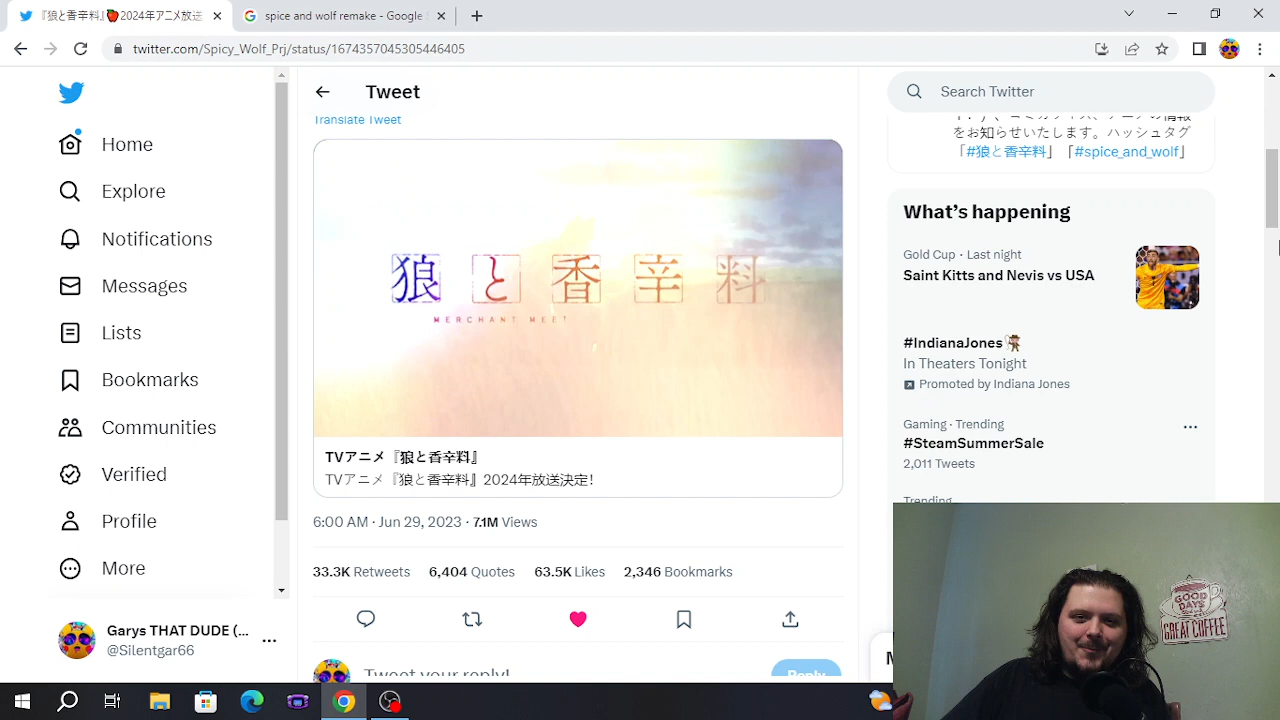 『狼と香辛料』🍎2024年アニメ放送
spice and wolf remake - Google S
twitter.com/Spicy_Wolf_Prj/status/1674357045305446405
Home
Explore
Notifications
Messages
Lists
Bookmarks
Communities
Verified
Profile
More
Garys THAT DUDE (...
@Silentgar66
Tweet
Translate Tweet
狼と香辛料
MERCHANT MEET
TVアニメ『狼と香辛料』
TVアニメ『狼と香辛料』2024年放送決定!
6:00 AM · Jun 29, 2023 · 7.1M Views
33.3K Retweets 6,404 Quotes 63.5K Likes 2,346 Bookmarks
Tweet your reply!
Reply
Search Twitter
をお知らせいたします。ハッシュタグ
「#狼と香辛料」「#spice_and_wolf」
What's happening
Gold Cup · Last night
Saint Kitts and Nevis vs USA
#IndianaJones
In Theaters Tonight
Promoted by Indiana Jones
Gaming · Trending
#SteamSummerSale
2,011 Tweets
Trending
GOOD DAYS
GREAT COFFEE